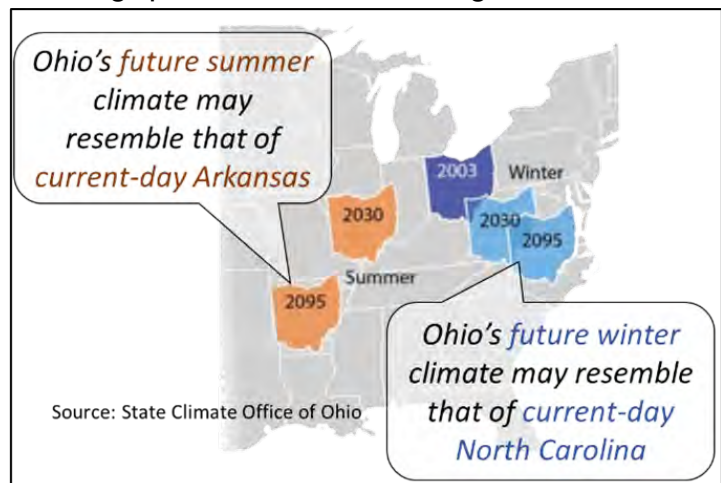 Ohio's future summer
climate may
resemble that of
current-day Arkansas
2003
Winter
2030
2030
2095
Summer
2095
Ohio's future winter
climate may resemble
that of current-day
North Carolina
Source: State Climate Office of Ohio